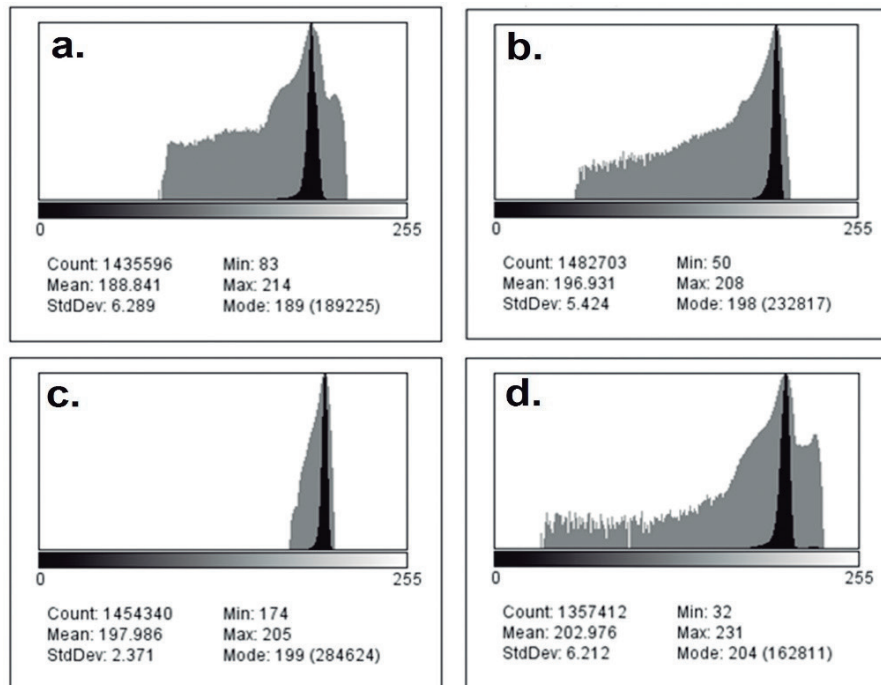 a.
0 255
Count: 1435596 Min: 83
Mean: 188.841 Max: 214
StdDev: 6.289 Mode: 189 (189225)
b.
0 255
Count: 1482703 Min: 50
Mean: 196.931 Max: 208
StdDev: 5.424 Mode: 198 (232817)
c.
0 255
Count: 1454340 Min: 174
Mean: 197.986 Max: 205
StdDev: 2.371 Mode: 199 (284624)
d.
0 255
Count: 1357412 Min: 32
Mean: 202.976 Max: 231
StdDev: 6.212 Mode: 204 (162811)